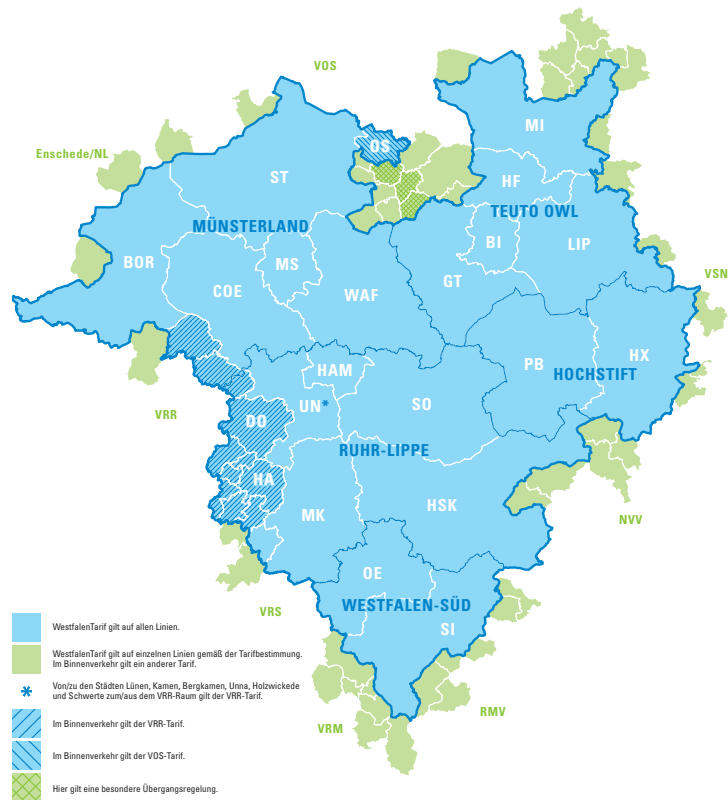 VOS
MI
OS
Enschede/NL
ST
HF
TEUTO OWL
MÜNSTERLAND
BI
LIP
BOR
MS
GT
VSN
COE
WAF
PB
HX
HAM
HOCHSTIFT
VRR
UN*
SO
DO
RUHR-LIPPE
HA
MK
HSK
NVV
OE
VRS
WESTFALEN-SÜD
SI
RMV
VRM
WestfalenTarif gilt auf allen Linien.
WestfalenTarif gilt auf einzelnen Linien gemäß der Tarifbestimmung.
Im Binnenverkehr gilt ein anderer Tarif.
* Von/zu den Städten Lünen, Kamen, Bergkamen, Unna, Holzwickede
und Schwerte zum/aus dem VRR-Raum gilt der VRR-Tarif.
Im Binnenverkehr gilt der VRR-Tarif.
Im Binnenverkehr gilt der VOS-Tarif.
Hier gilt eine besondere Übergangsregelung.